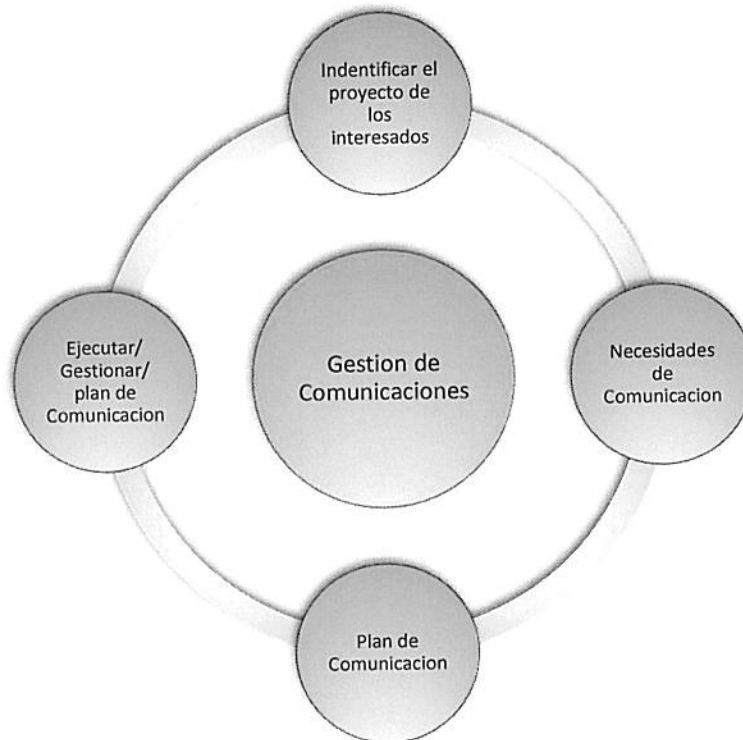 Indentificar el
proyecto de
los
interesados
Ejecutar/
Gestionar/
plan de
Comunicacion
Gestion de
Comunicaciones
Necesidades
de
Comunicacion
Plan de
Comunicacion